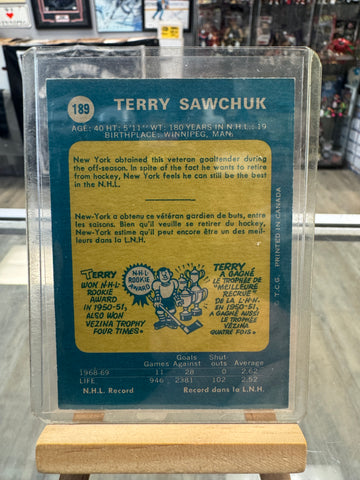 189
TERRY SAWCHUK
AGE: 40 HT: 5'11" WT: 180 YEARS IN N.H.L.: 19
BIRTHPLACE: WINNIPEG, MAN.
New York obtained this veteran goaltender during
the off-season. In spite of the fact he wants to retire
from hockey, New York feels he can still be the best
in the N.H.L.
New-York a obtenu ce vétéran gardien de buts, entre
les saisons. Bien qu'il veuille se retirer du hockey,
New-York estime qu'il peut encore être un des meil-
leurs dans la L.N.H.
TERRY
WON N·H·L
ROOKIE
AWARD
IN 1950-51,
ALSO WON
VEZINA TROPHY
FOUR TIMES.
N·H·L
ROOKIE
AWARD
TERRY
A GAGNÉ
LE TROPHÉE DE
"MEILLEURE
RECRUE"
DE LA L·H·N.
EN 1950-51,
A GAGNÉ AUSSI
LE TROPHÉE
VÉZINA
QUATRE FOIS.
Goals Shut-
Games Against outs Average
1968-69 11 28 0 2.62
LIFE 946 2381 102 2.52
N.H.L. Record Record dans la L.N.H.
T.C.G. PRINTED IN CANADA